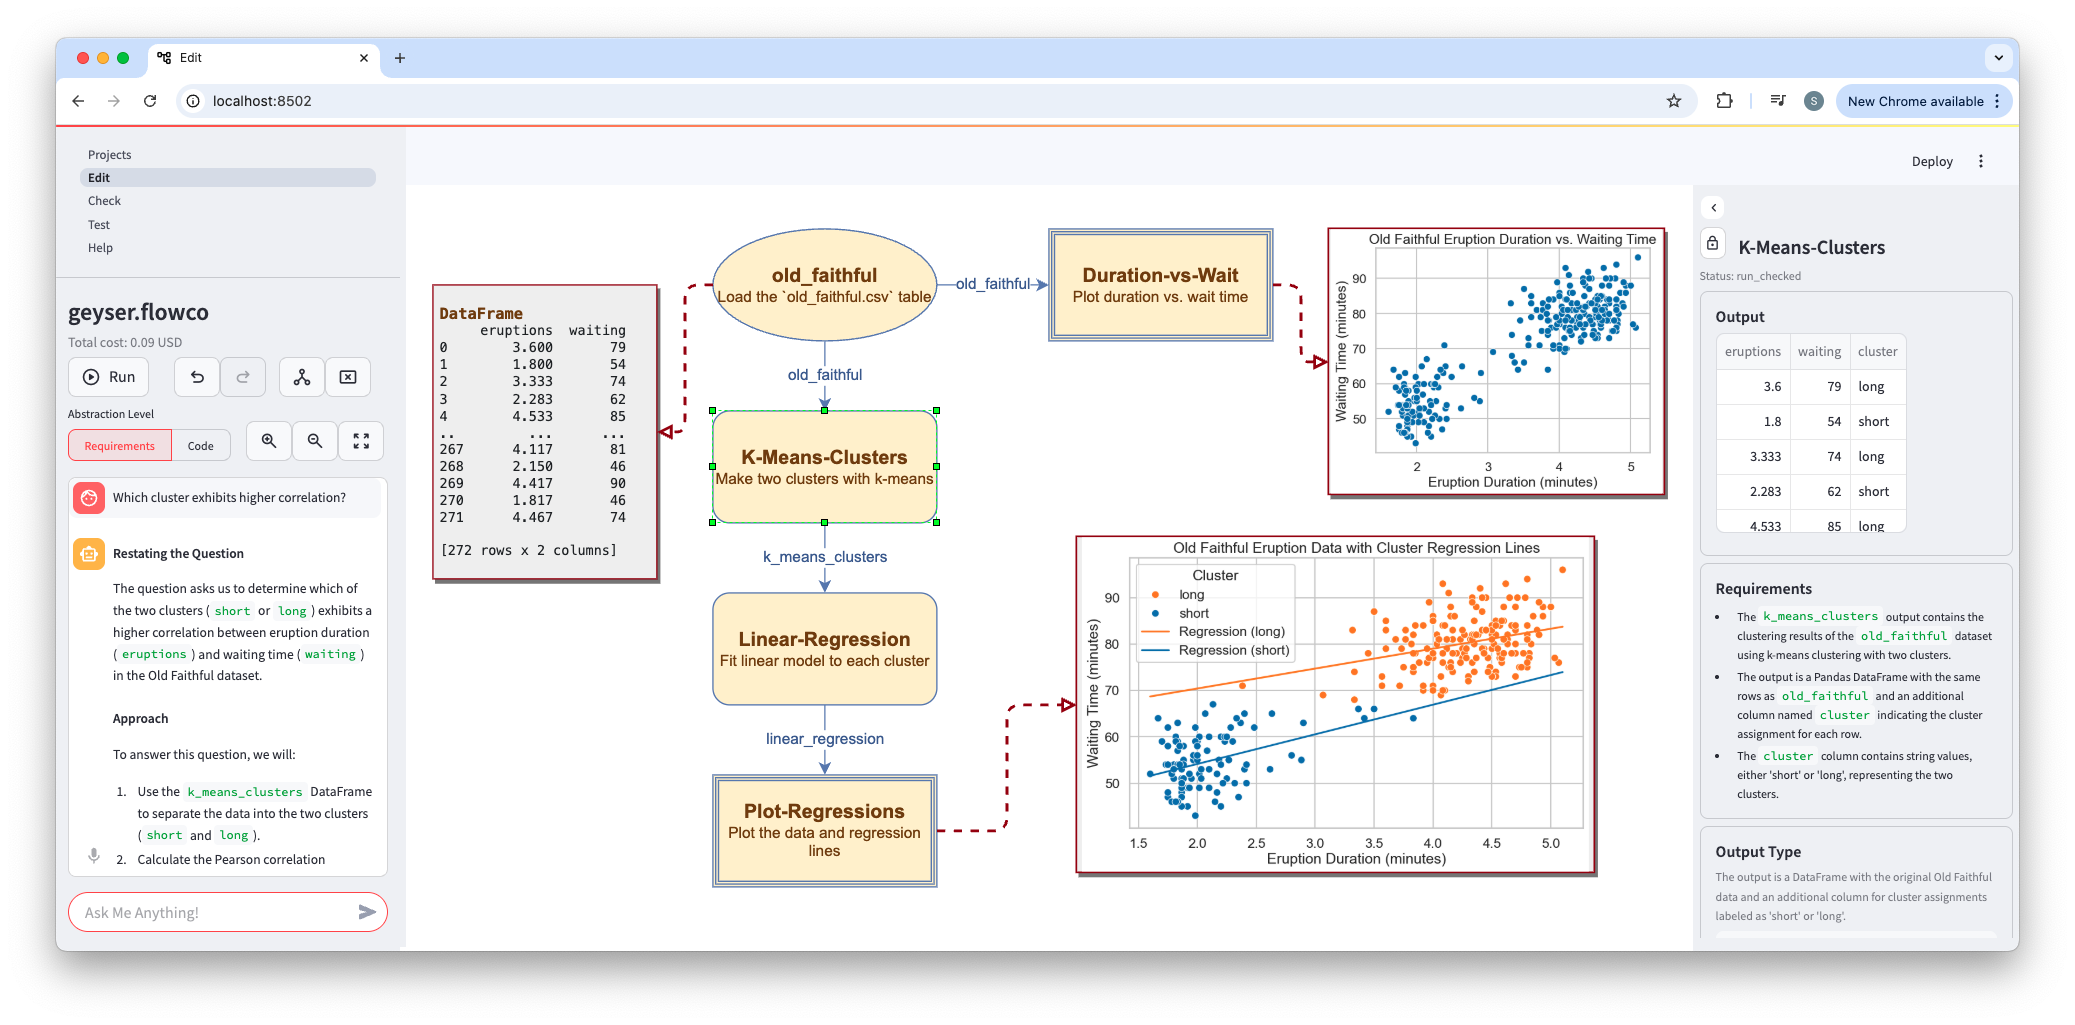 Edit
localhost:8502
S
New Chrome available
Deploy
Projects
Edit
Check
Test
Help
geyser.flowco
Total cost: 0.09 USD
Run
Abstraction Level
Requirements
Code
Which cluster exhibits higher correlation?
Restating the Question
The question asks us to determine which of
the two clusters ( short or long ) exhibits a
higher correlation between eruption duration
( eruptions ) and waiting time ( waiting )
in the Old Faithful dataset.
Approach
To answer this question, we will:
1. Use the k_means_clusters DataFrame
to separate the data into the two clusters
( short and long ).
2. Calculate the Pearson correlation
Ask Me Anything!
DataFrame
eruptions waiting
0 3.600 79
1 1.800 54
2 3.333 74
3 2.283 62
4 4.533 85
.. ... ...
267 4.117 81
268 2.150 46
269 4.417 90
270 1.817 46
271 4.467 74
[272 rows x 2 columns]
old_faithful
Load the `old_faithful.csv` table
old_faithful
Duration-vs-Wait
Plot duration vs. wait time
old_faithful
K-Means-Clusters
Make two clusters with k-means
k_means_clusters
Linear-Regression
Fit linear model to each cluster
linear_regression
Plot-Regressions
Plot the data and regression
lines
Old Faithful Eruption Duration vs. Waiting Time
Waiting Time (minutes)
90
80
70
60
50
2 3 4 5
Eruption Duration (minutes)
Old Faithful Eruption Data with Cluster Regression Lines
Cluster
long
short
Regression (long)
Regression (short)
Waiting Time (minutes)
90
80
70
60
50
1.5 2.0 2.5 3.0 3.5 4.0 4.5 5.0
Eruption Duration (minutes)
K-Means-Clusters
Status: run_checked
Output
eruptions waiting cluster
3.6 79 long
1.8 54 short
3.333 74 long
2.283 62 short
4.533 85 long
Requirements
• The k_means_clusters output contains the
clustering results of the old_faithful dataset
using k-means clustering with two clusters.
• The output is a Pandas DataFrame with the same
rows as old_faithful and an additional
column named cluster indicating the cluster
assignment for each row.
• The cluster column contains string values,
either 'short' or 'long', representing the two
clusters.
Output Type
The output is a DataFrame with the original Old Faithful
data and an additional column for cluster assignments
labeled as 'short' or 'long'.